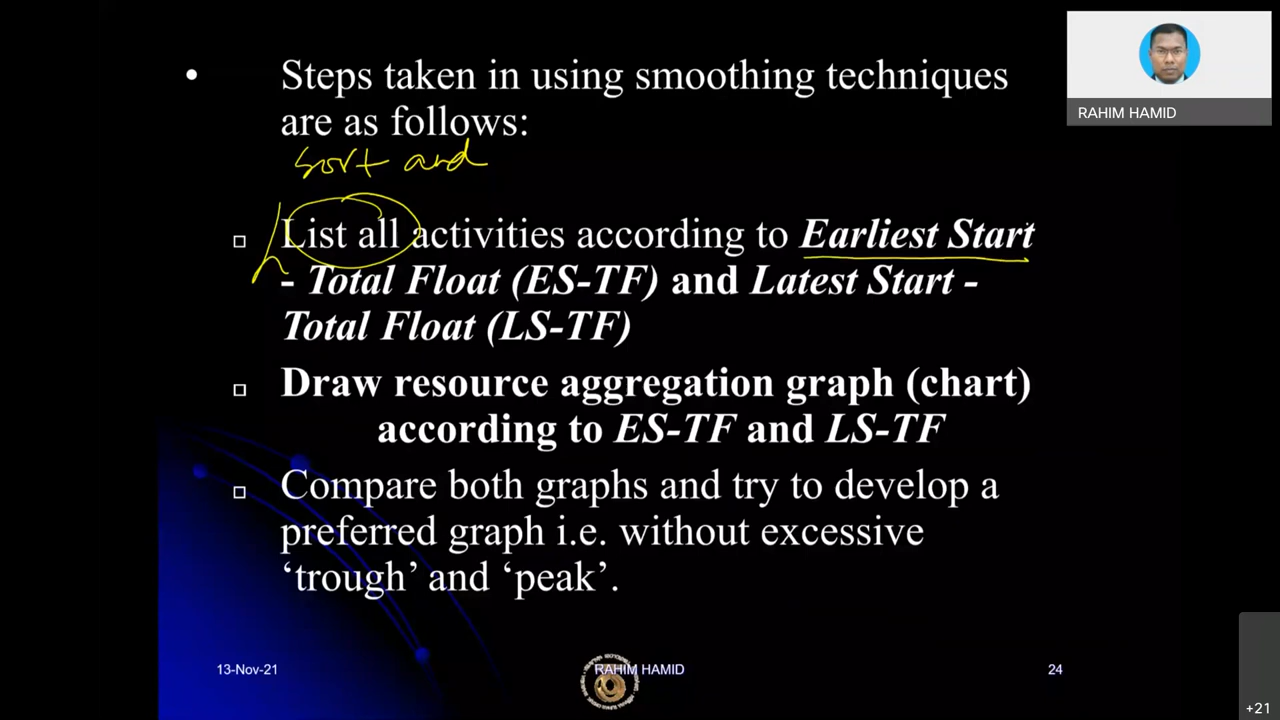 • Steps taken in using smoothing techniques
are as follows:
sort and
List all activities according to Earliest Start
- Total Float (ES-TF) and Latest Start -
Total Float (LS-TF)
Draw resource aggregation graph (chart)
according to ES-TF and LS-TF
Compare both graphs and try to develop a
preferred graph i.e. without excessive
‘trough’ and ‘peak’.
13-Nov-21
RAHIM HAMID
24
RAHIM HAMID
+21